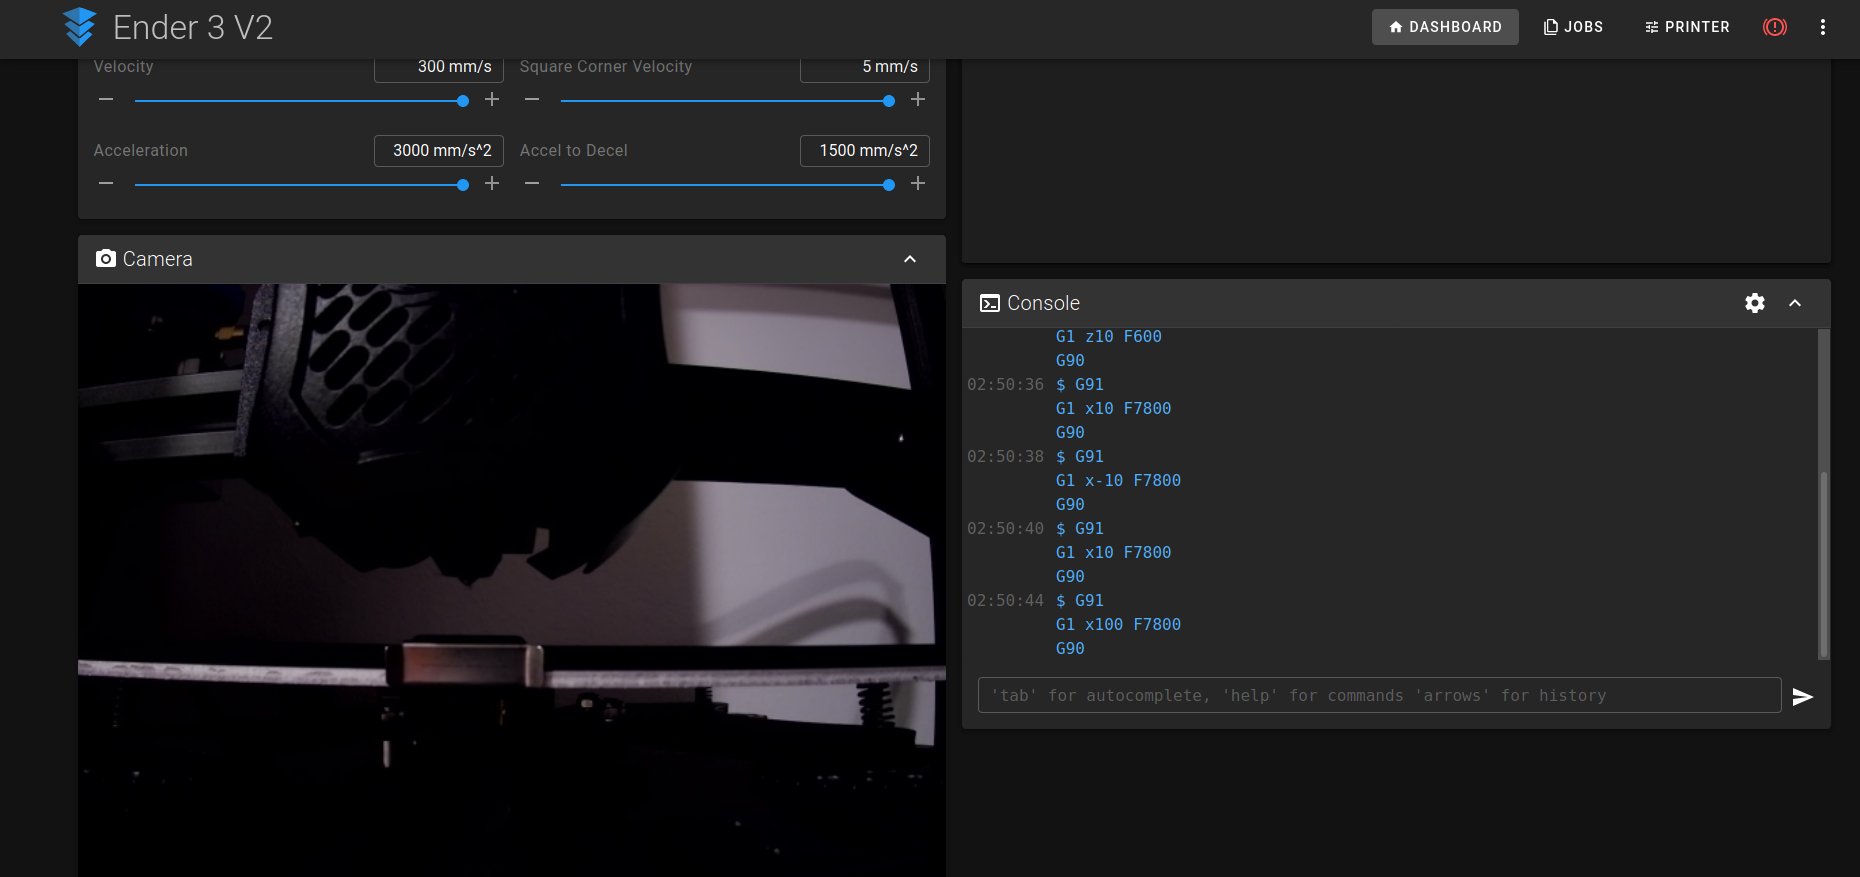 Ender 3 V2
DASHBOARD
JOBS
PRINTER
Velocity
300 mm/s
Square Corner Velocity
5 mm/s
Acceleration
3000 mm/s^2
Accel to Decel
1500 mm/s^2
Camera
Console
G1 z10 F600
G90
02:50:36 $ G91
G1 x10 F7800
G90
02:50:38 $ G91
G1 x-10 F7800
G90
02:50:40 $ G91
G1 x10 F7800
G90
02:50:44 $ G91
G1 x100 F7800
G90
'tab' for autocomplete, 'help' for commands 'arrows' for history